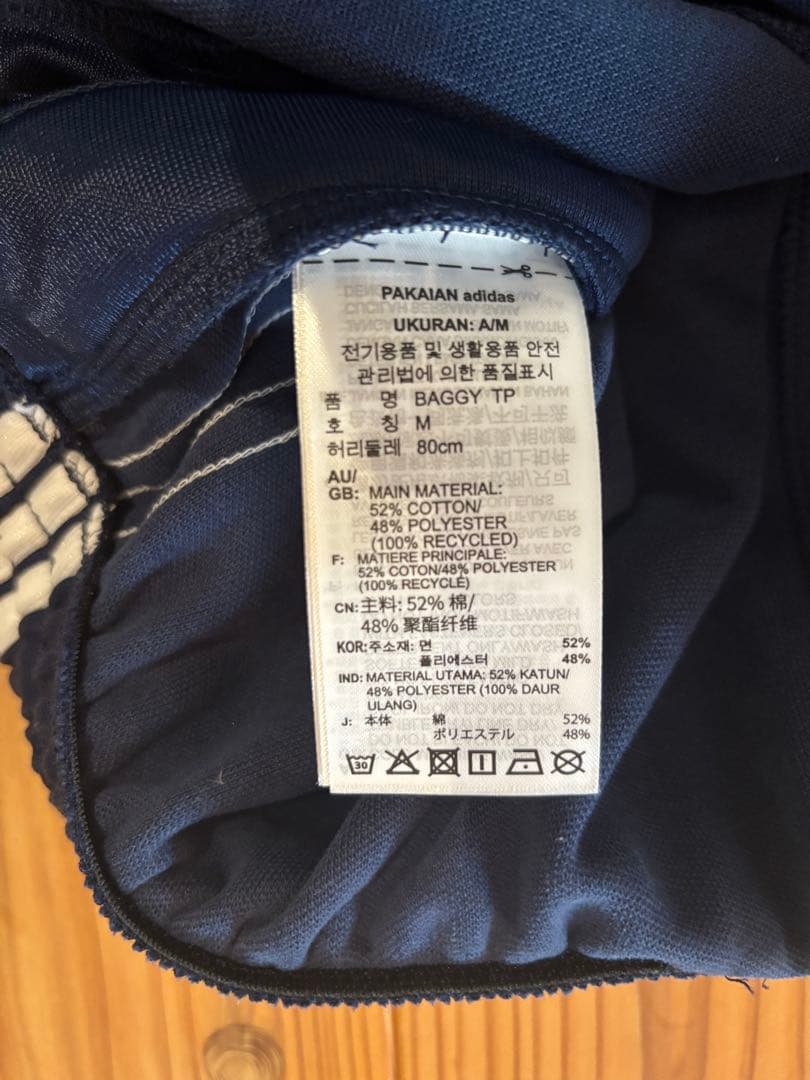 PAKAIAN adidas
UKURAN: A/M
전기용품 및 생활용품 안전
관리법에 의한 품질표시
품 명 BAGGY TP
호 칭 M
허리둘레 80cm
AU/
GB: MAIN MATERIAL:
52% COTTON/
48% POLYESTER
(100% RECYCLED)
F: MATIERE PRINCIPALE:
52% COTON/48% POLYESTER
(100% RECYCLÉ)
CN: 主料: 52% 棉/
48% 聚酯纤维
KOR: 주소재: 면 52%
폴리에스터 48%
IND: MATERIAL UTAMA: 52% KATUN/
48% POLYESTER (100% DAUR
ULANG)
J: 本体 綿 52%
ポリエステル 48%
30